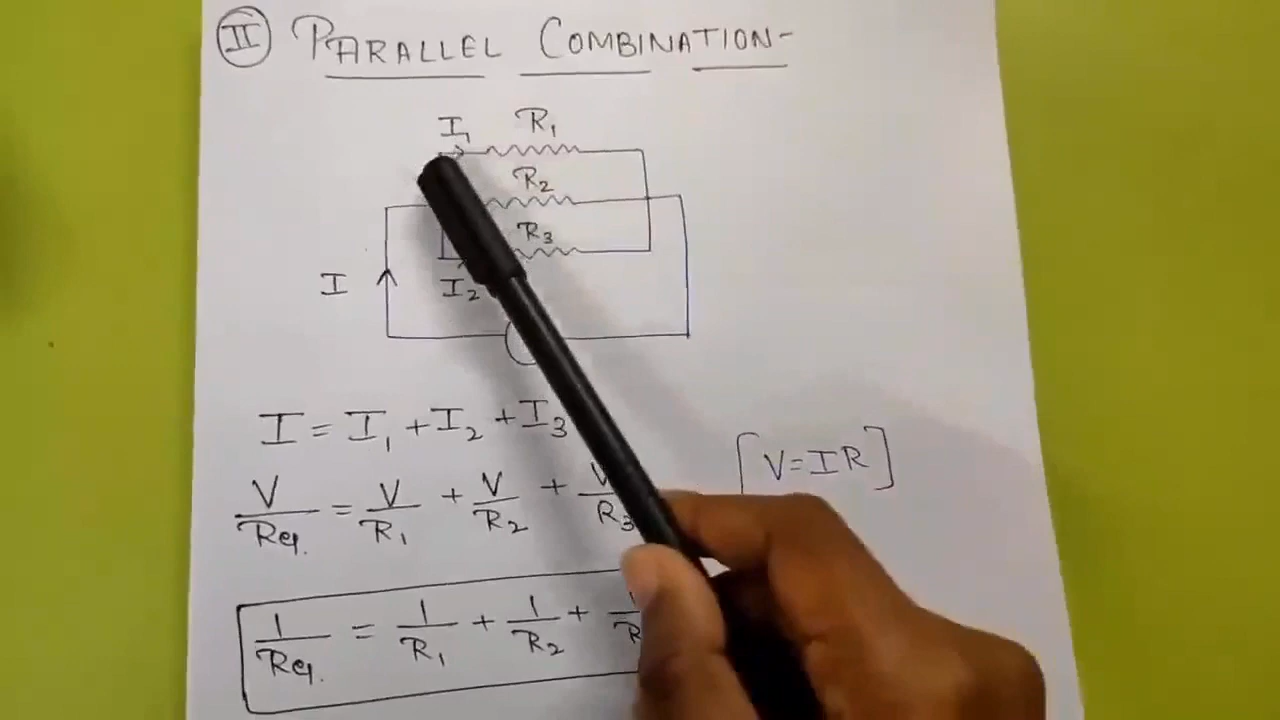 II PARALLEL COMBINATION-
I₁ R₁
R₂
R₃
I
I₂
I = I₁ + I₂ + I₃
[V = IR]
V/Req. = V/R₁ + V/R₂ + V/R₃
1/Req. = 1/R₁ + 1/R₂ +